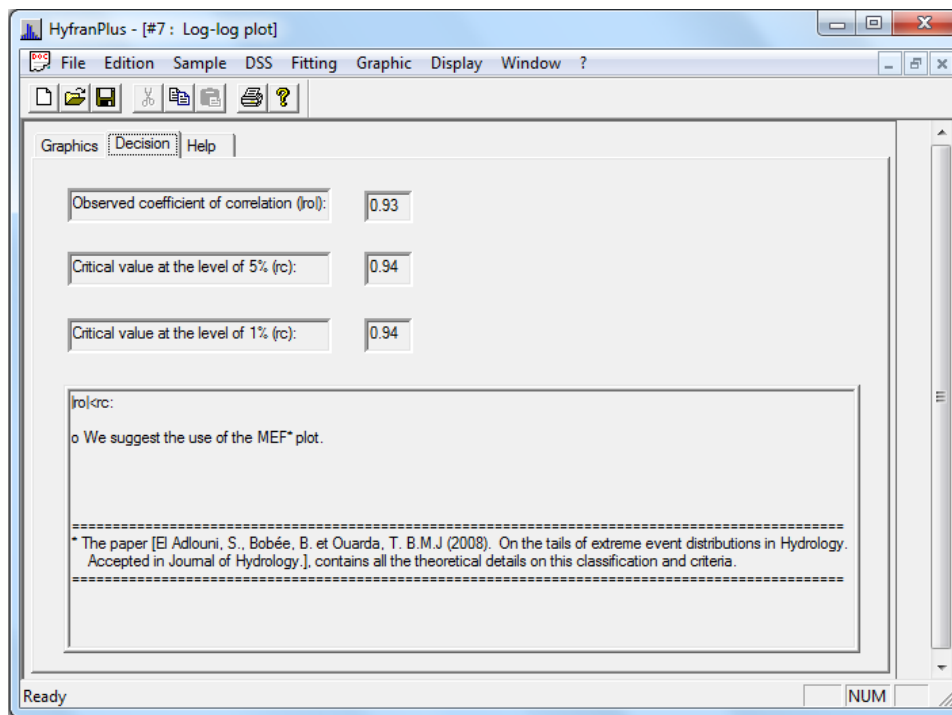 HyfranPlus - [#7 : Log-log plot]
DOC File Edition Sample DSS Fitting Graphic Display Window ?
Graphics Decision Help
Observed coefficient of correlation (|ro|): 0.93
Critical value at the level of 5% (rc): 0.94
Critical value at the level of 1% (rc): 0.94
|ro|<rc:
o We suggest the use of the MEF* plot.
================================================================================
* The paper [El Adlouni, S., Bobée, B. et Ouarda, T. B.M.J (2008). On the tails of extreme event distributions in Hydrology.
Accepted in Journal of Hydrology.], contains all the theoretical details on this classification and criteria.
================================================================================
Ready NUM